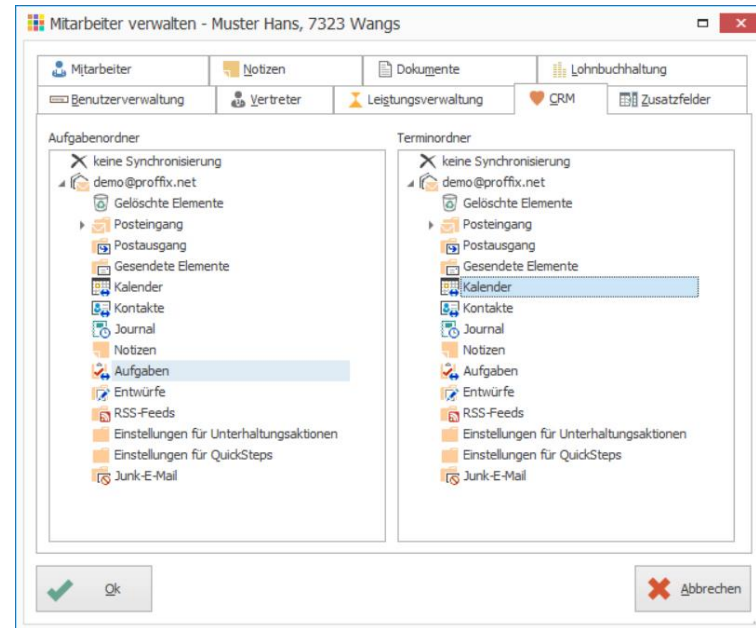 Mitarbeiter verwalten - Muster Hans, 7323 Wangs
Mitarbeiter
Notizen
Dokumente
Lohnbuchhaltung
Benutzerverwaltung
Vertreter
Leistungsverwaltung
CRM
Zusatzfelder
Aufgabenordner
keine Synchronisierung
demo@proffix.net
Gelöschte Elemente
Posteingang
Postausgang
Gesendete Elemente
Kalender
Kontakte
Journal
Notizen
Aufgaben
Entwürfe
RSS-Feeds
Einstellungen für Unterhaltungsaktionen
Einstellungen für QuickSteps
Junk-E-Mail
Terminordner
keine Synchronisierung
demo@proffix.net
Gelöschte Elemente
Posteingang
Postausgang
Gesendete Elemente
Kalender
Kontakte
Journal
Notizen
Aufgaben
Entwürfe
RSS-Feeds
Einstellungen für Unterhaltungsaktionen
Einstellungen für QuickSteps
Junk-E-Mail
Ok
Abbrechen